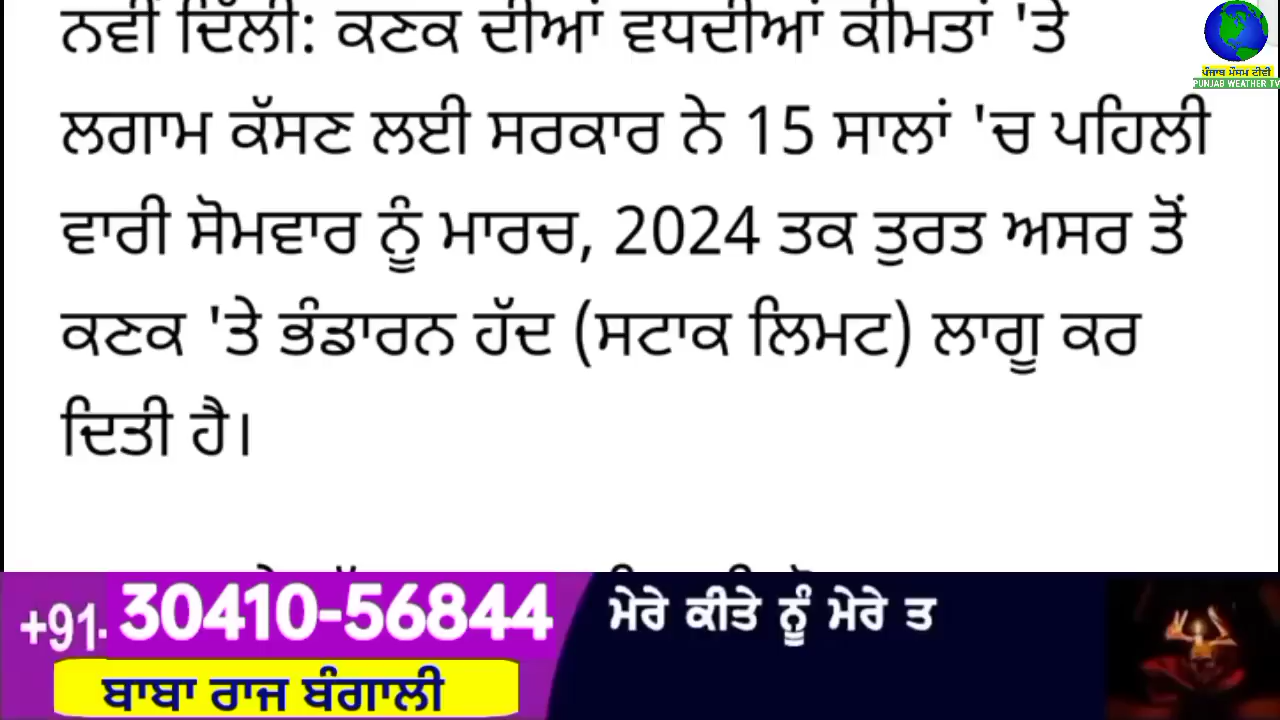 ਨਵੀਂ ਦਿੱਲੀ: ਕਣਕ ਦੀਆਂ ਵਧਦੀਆਂ ਕੀਮਤਾਂ 'ਤੇ
ਲਗਾਮ ਕੱਸਣ ਲਈ ਸਰਕਾਰ ਨੇ 15 ਸਾਲਾਂ 'ਚ ਪਹਿਲੀ
ਵਾਰੀ ਸੋਮਵਾਰ ਨੂੰ ਮਾਰਚ, 2024 ਤਕ ਤੁਰਤ ਅਸਰ ਤੋਂ
ਕਣਕ 'ਤੇ ਭੰਡਾਰਨ ਹੱਦ (ਸਟਾਕ ਲਿਮਟ) ਲਾਗੂ ਕਰ
ਦਿਤੀ ਹੈ।
ਪੰਜਾਬ ਮੌਸਮ ਟੀਵੀ
PUNJAB WEATHER TV
+91-30410-56844
ਬਾਬਾ ਰਾਜ ਬੰਗਾਲੀ
ਮੇਰੇ ਕੀਤੇ ਨੂੰ ਮੇਰੇ ਤ